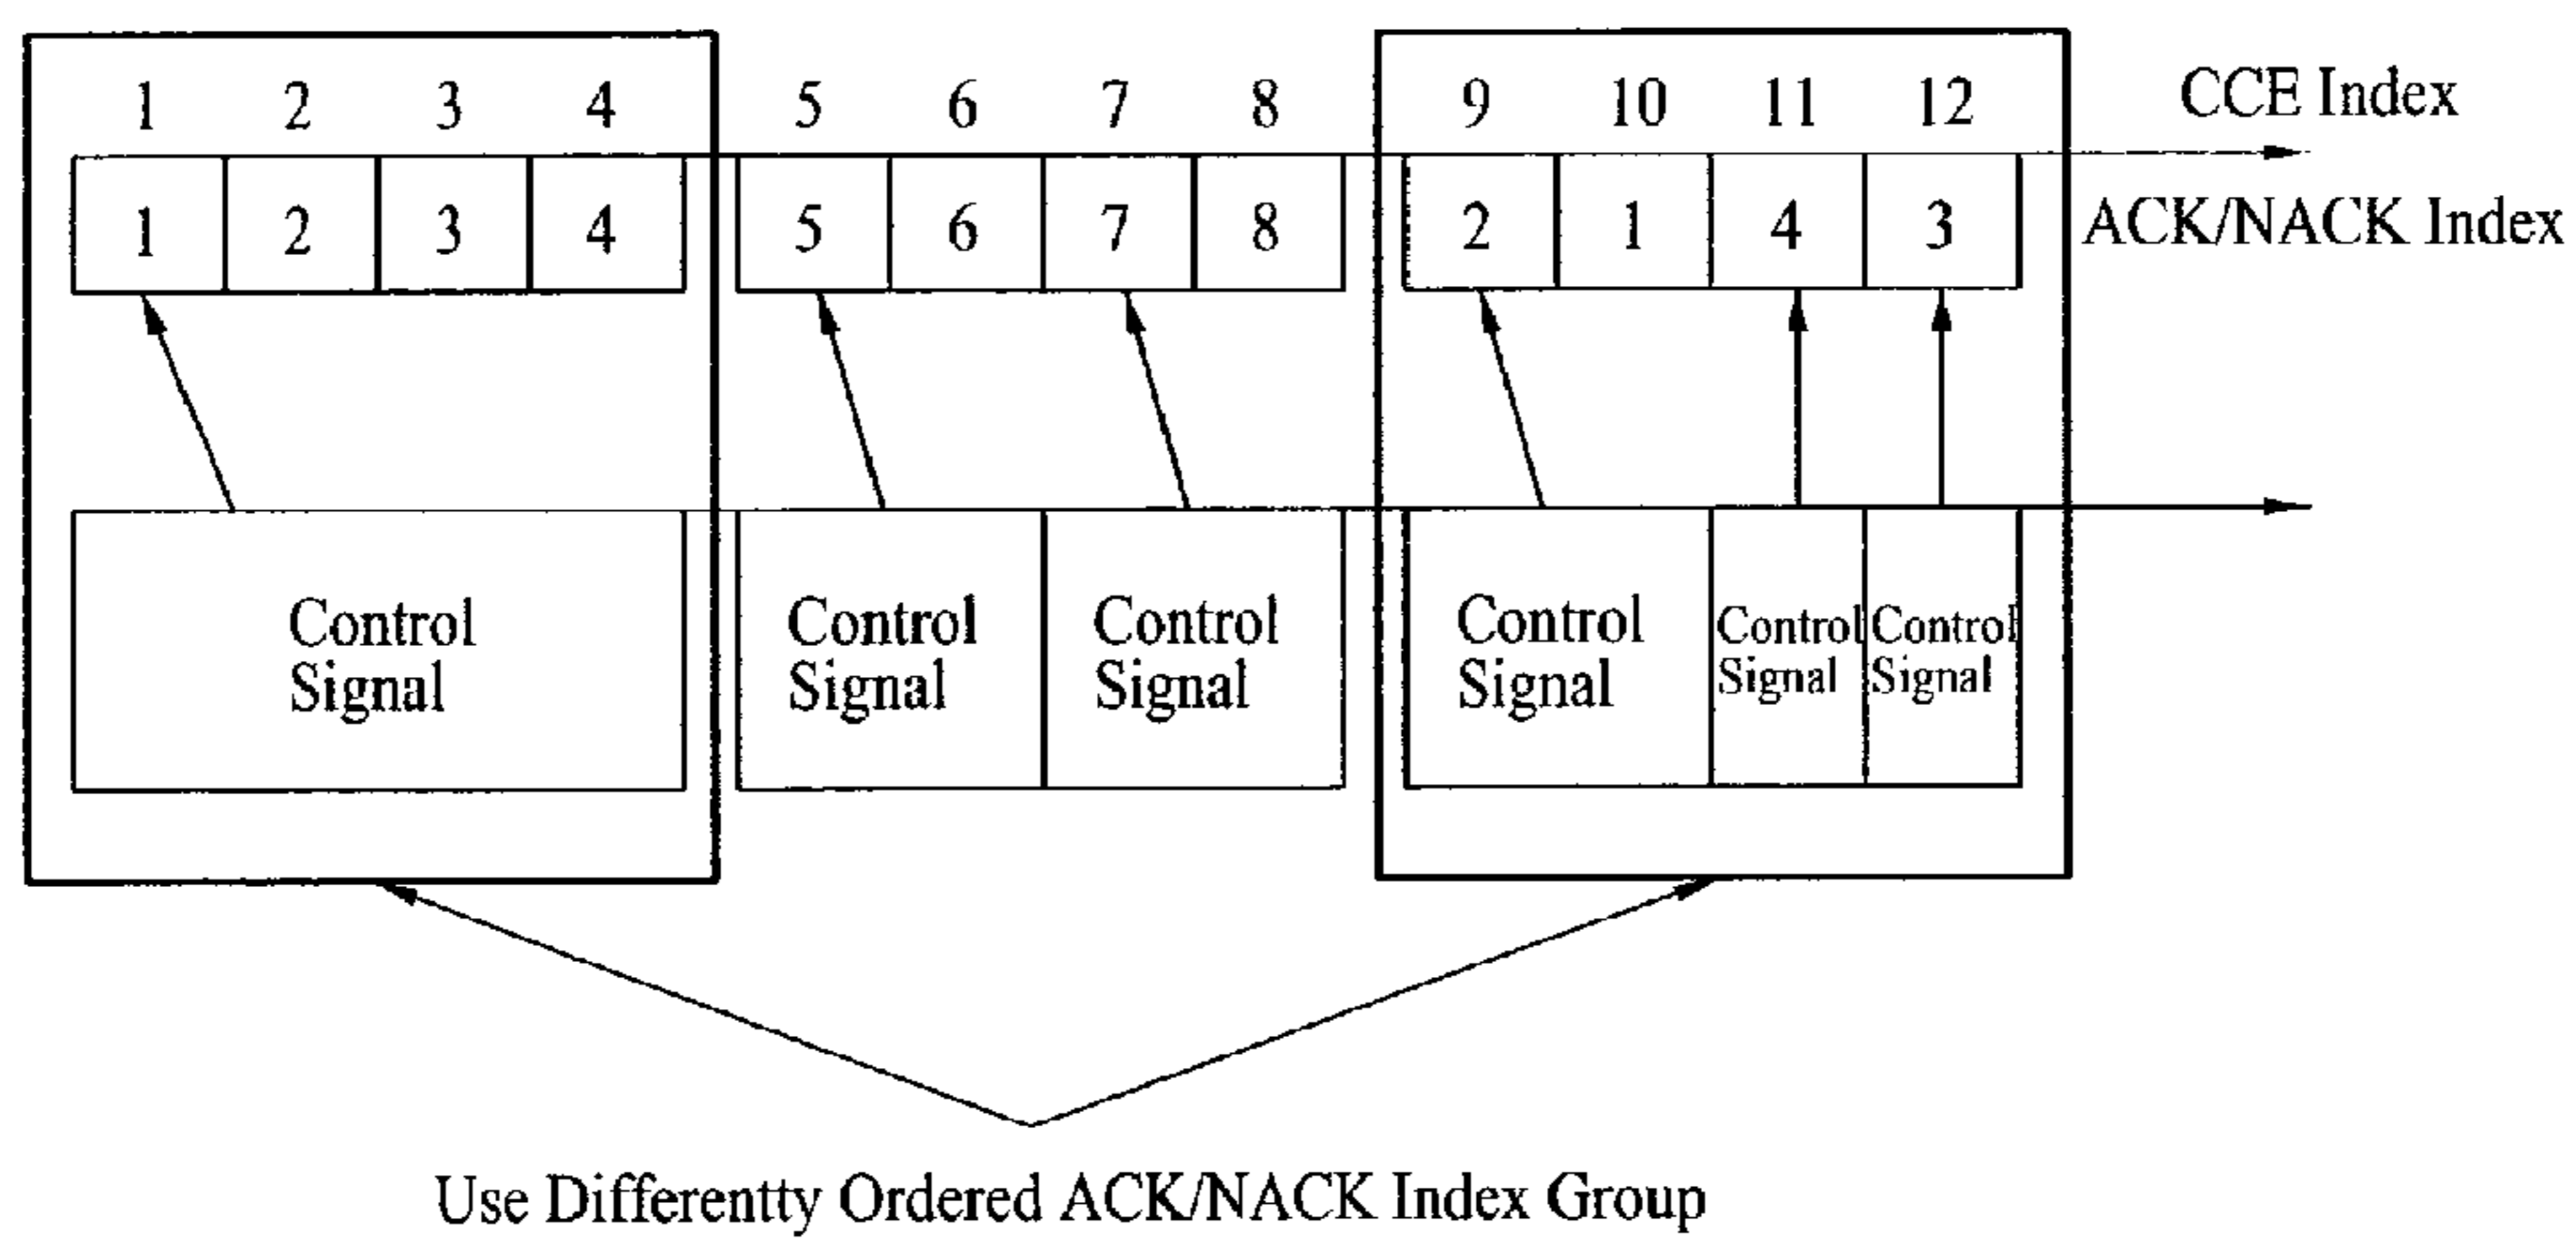 1 2 3 4 5 6 7 8 9 10 11 12 CCE Index
1 2 3 4 5 6 7 8 2 1 4 3 ACK/NACK Index
Control
Signal
Control
Signal
Control
Signal
Control
Signal
Control
Signal
Control
Signal
Use Differentty Ordered ACK/NACK Index Group